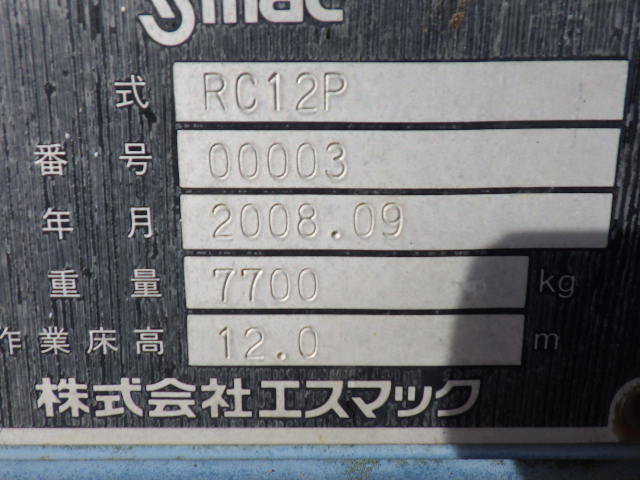 Smac
式 RC12P
番号 00003
年月 2008.09
重量 7700 kg
作業床高 12.0 m
株式会社エスマック